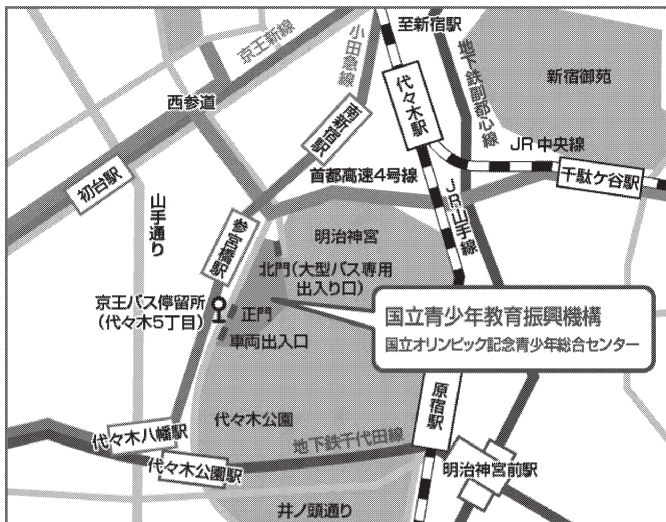 至新宿駅
京王新線
小田急線
地下鉄副都心線
新宿御苑
代々木駅
西参道
南新宿駅
JR中央線
初台駅
首都高速4号線
千駄ケ谷駅
山手通り
JR山手線
参宮橋駅
明治神宮
北門(大型バス専用
出入り口)
京王バス停留所
(代々木5丁目)
正門
車両出入口
国立青少年教育振興機構
国立オリンピック記念青少年総合センター
原宿駅
代々木公園
代々木八幡駅
地下鉄千代田線
代々木公園駅
明治神宮前駅
井ノ頭通り